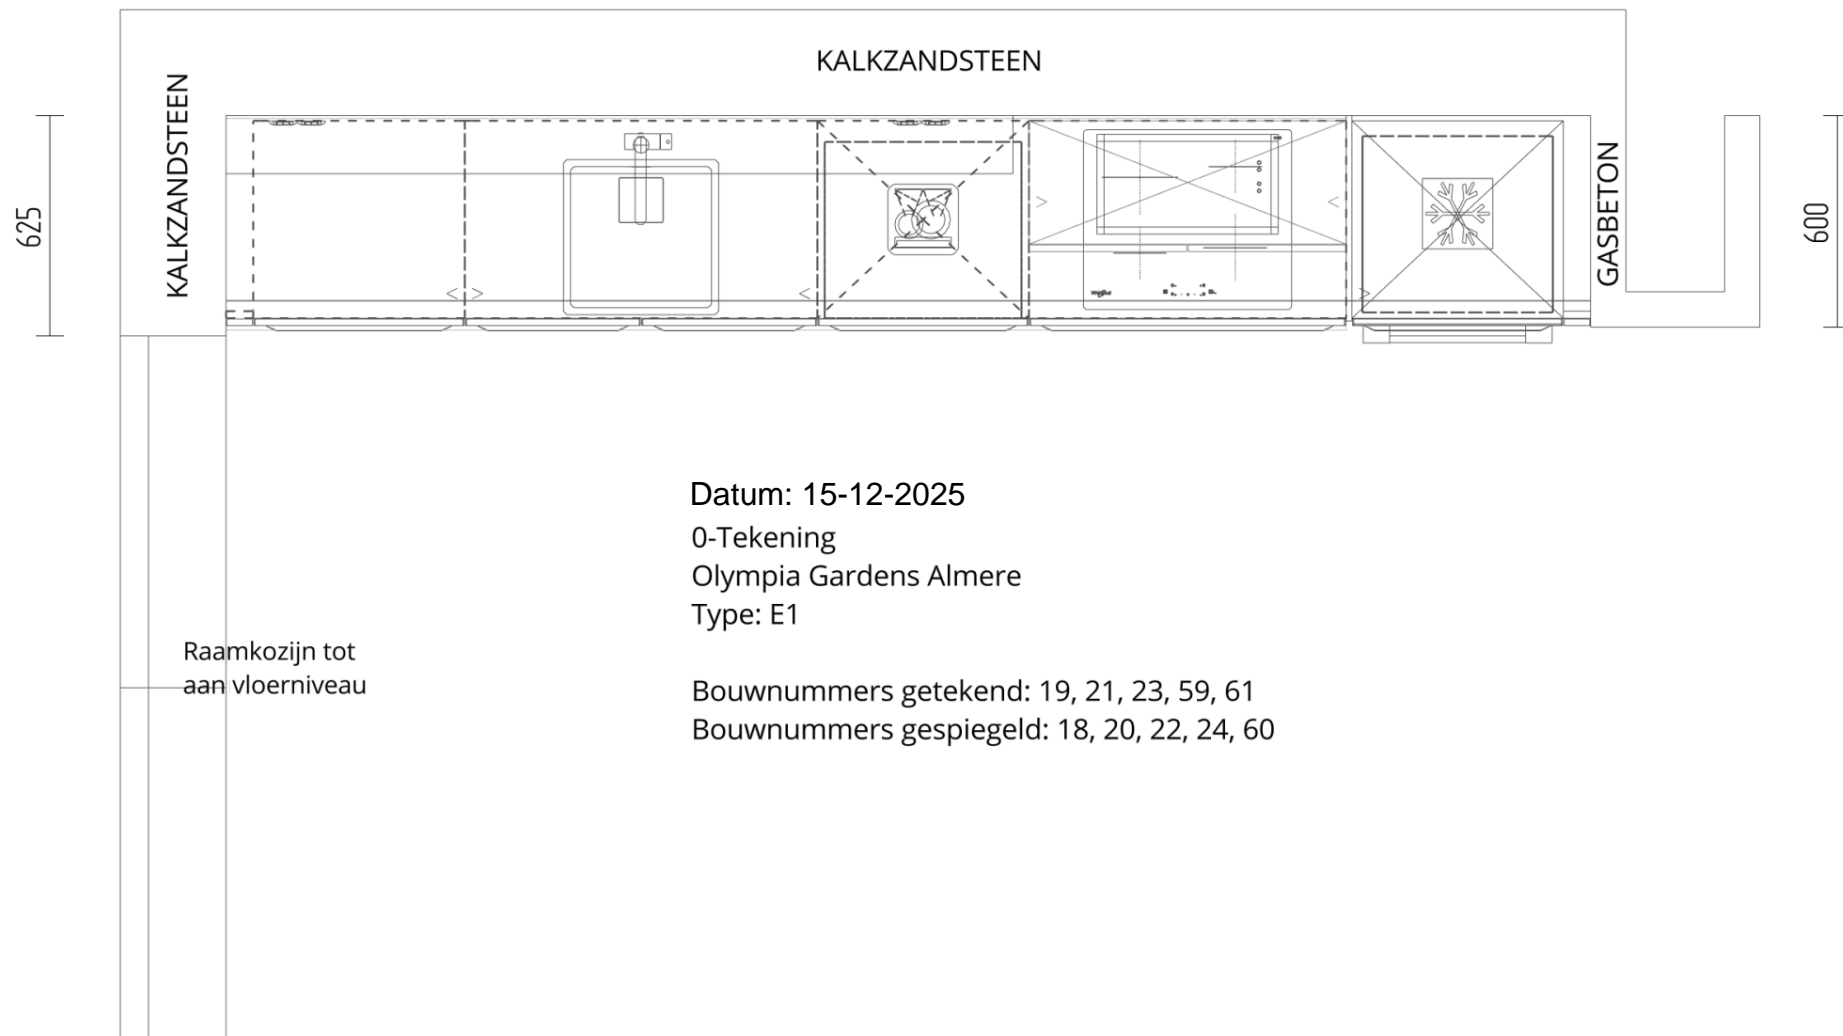 KALKZANDSTEEN
KALKZANDSTEEN
625
GASBETON
600
Datum: 15-12-2025
0-Tekening
Olympia Gardens Almere
Type: E1
Raamkozijn tot
aan vloerniveau
Bouwnummers getekend: 19, 21, 23, 59, 61
Bouwnummers gespiegeld: 18, 20, 22, 24, 60